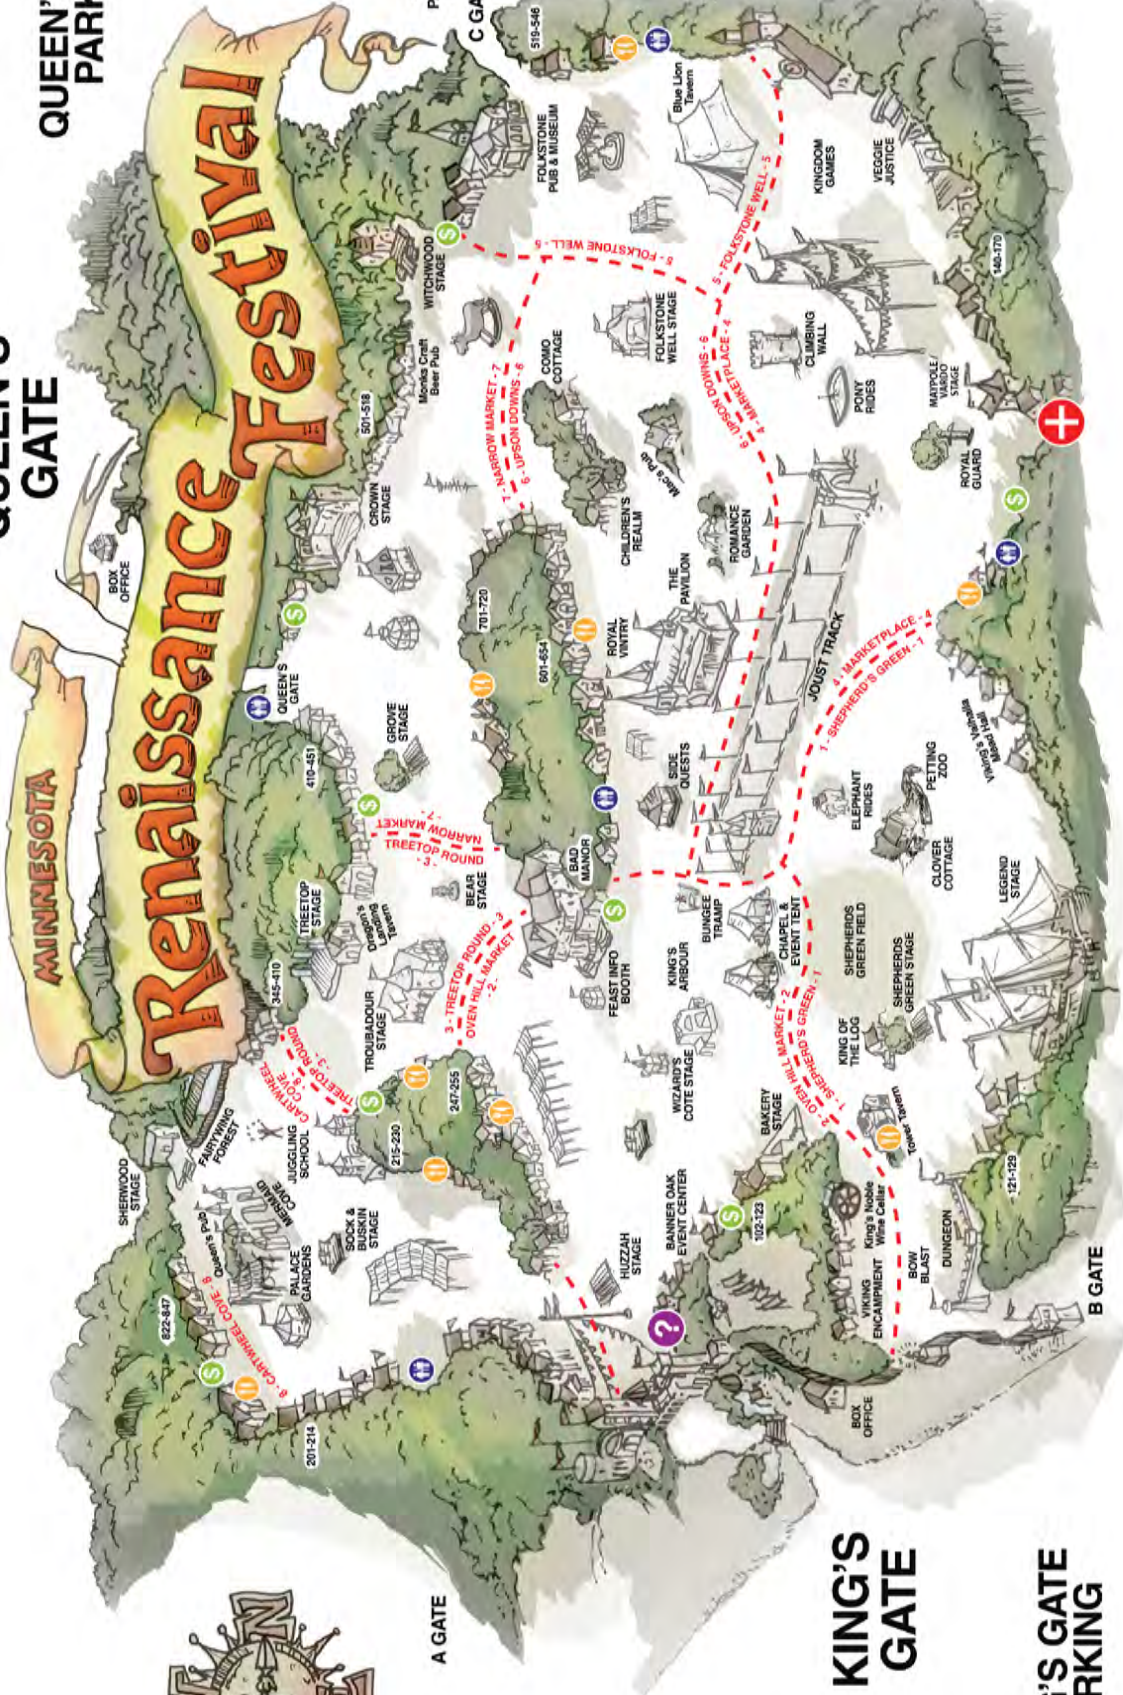 MINNESOTA
Renaissance Festival
QUEEN'S
GATE
BOX
OFFICE
C GA
519-546
FOLKSTONE
PUB & MUSEUM
Blue Lion
Tavern
KINGDOM
GAMES
VEGGIE
JUSTICE
140-170
WITCHWOOD
STAGE
5 - FOLKSTONE WELL - 5
5 - FOLKSTONE WELL - 5
Monks Craft
Beer Pub
501-518
COMO
COTTAGE
FOLKSTONE
WELL STAGE
CLIMBING
WALL
PONY
RIDES
MAYPOLE
VARDO
STAGE
ROYAL
GUARD
7 - NARROW MARKET - 7
6 - UPSON DOWNS - 6
6 - UPSON DOWNS - 6
4 - MARKETPLACE - 4
CROWN
STAGE
CHILDREN'S
REALM
Mac's Pub
ROMANCE
GARDEN
THE
PAVILION
701-720
601-654
ROYAL
VINTRY
JOUST TRACK
4 - MARKETPLACE - 4
1 - SHEPHERD'S GREEN - 1
QUEEN'S
GATE
GROVE
STAGE
410-451
SIDE
QUESTS
ELEPHANT
RIDES
PETTING
ZOO
Viking's Valhalla
Mead Hall
NARROW MARKET
- 7 -
TREETOP ROUND
- 3 -
BEAR
STAGE
BAD
MANOR
CLOVER
COTTAGE
LEGEND
STAGE
TREETOP
STAGE
Dragon's
Landing
Tavern
345-410
TROUBADOUR
STAGE
3 - TREETOP ROUND - 3
OVEN HILL MARKET
- 2 -
FEAST INFO
BOOTH
BUNGEE
TRAMP
KING'S
ARBOUR
CHAPEL &
EVENT TENT
SHEPHERDS
GREEN FIELD
SHEPHERDS
GREEN STAGE
KING OF
THE LOG
WIZARD'S
COTE STAGE
2 - OVEN HILL MARKET - 2
1 - SHEPHERD'S GREEN - 1
TREETOP ROUND
- 3 -
CARTWHEEL
COVE
- 8 -
247-255
215-230
BAKERY
STAGE
Tower Tavern
121-129
FAIRYWING
FOREST
SHERWOOD
STAGE
JUGGLING
SCHOOL
MERMAID
COVE
Queen's Pub
SOCK &
BUSKIN
STAGE
PALACE
GARDENS
822-847
8 - CARTWHEEL COVE - 8
201-214
HUZZAH
STAGE
BANNER OAK
EVENT CENTER
102-123
King's Noble
Wine Cellar
VIKING
ENCAMPMENT
BOW
BLAST
DUNGEON
B GATE
BOX
OFFICE
A GATE
N
KING'S
GATE
'S GATE
RKING
QUEEN'
PARK